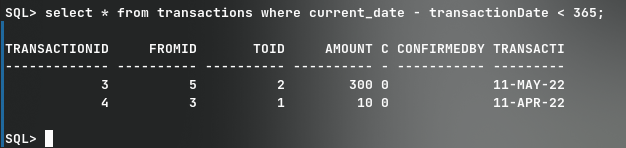 SQL> select * from transactions where current_date - transactionDate < 365;
TRANSACTIONID     FROMID       TOID     AMOUNT C CONFIRMEDBY TRANSACTI
------------- ---------- ---------- ---------- - ----------- ---------
            3          5          2        300 0             11-MAY-22
            4          3          1         10 0             11-APR-22
SQL>